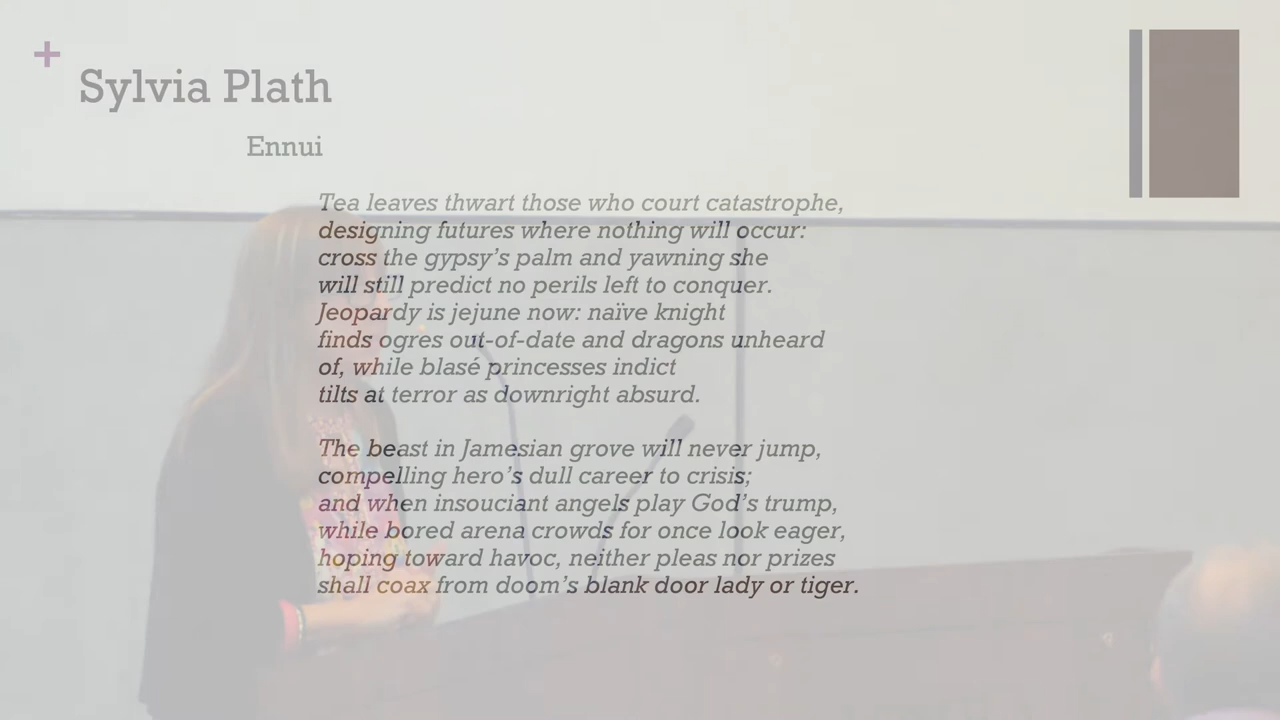 +
Sylvia Plath
Ennui
Tea leaves thwart those who court catastrophe,
designing futures where nothing will occur:
cross the gypsy’s palm and yawning she
will still predict no perils left to conquer.
Jeopardy is jejune now: naïve knight
finds ogres out-of-date and dragons unheard
of, while blasé princesses indict
tilts at terror as downright absurd.
The beast in Jamesian grove will never jump,
compelling hero’s dull career to crisis;
and when insouciant angels play God’s trump,
while bored arena crowds for once look eager,
hoping toward havoc, neither pleas nor prizes
shall coax from doom’s blank door lady or tiger.